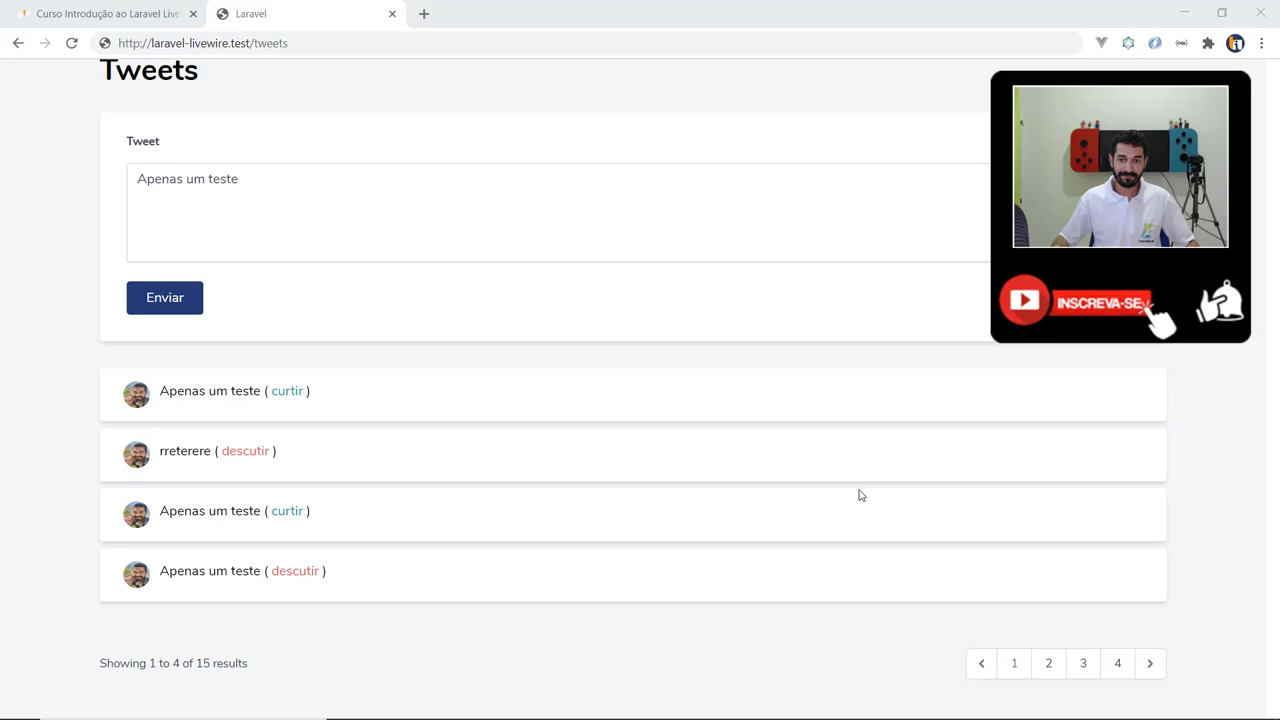 Curso Introdução ao Laravel Live
Laravel
http://laravel-livewire.test/tweets
Tweets
Tweet
Apenas um teste
Enviar
INSCREVA-SE
Apenas um teste ( curtir )
rreterere ( descutir )
Apenas um teste ( curtir )
Apenas um teste ( descutir )
Showing 1 to 4 of 15 results
1 2 3 4